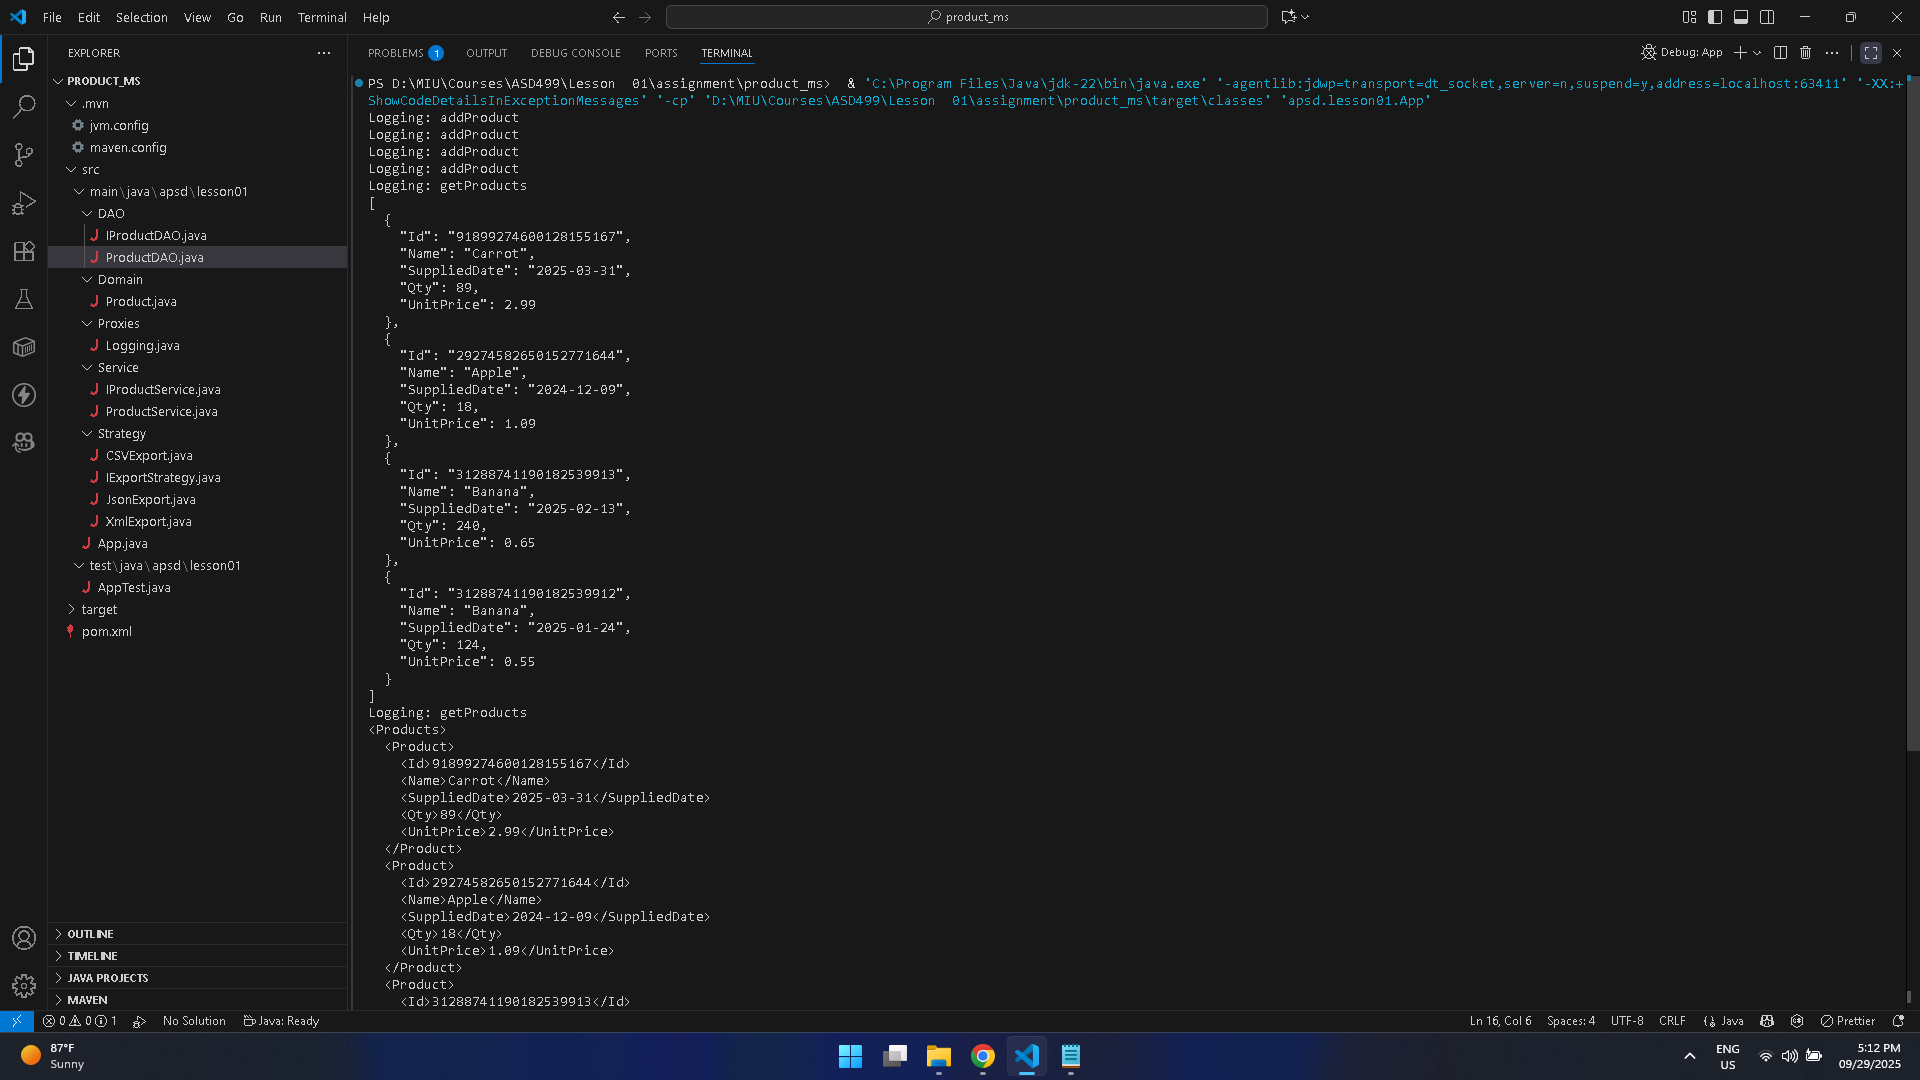 File Edit Selection View Go Run Terminal Help
product_ms
EXPLORER
PRODUCT_MS
.mvn
jvm.config
maven.config
src
main\java\apsd\lesson01
DAO
IProductDAO.java
ProductDAO.java
Domain
Product.java
Proxies
Logging.java
Service
IProductService.java
ProductService.java
Strategy
CSVExport.java
IExportStrategy.java
JsonExport.java
XmlExport.java
App.java
test\java\apsd\lesson01
AppTest.java
target
pom.xml
OUTLINE
TIMELINE
JAVA PROJECTS
MAVEN
PROBLEMS 1 OUTPUT DEBUG CONSOLE PORTS TERMINAL
Debug: App
PS D:\MIU\Courses\ASD499\Lesson  01\assignment\product_ms>  & 'C:\Program Files\Java\jdk-22\bin\java.exe' '-agentlib:jdwp=transport=dt_socket,server=n,suspend=y,address=localhost:63411' '-XX:+
ShowCodeDetailsInExceptionMessages' '-cp' 'D:\MIU\Courses\ASD499\Lesson  01\assignment\product_ms\target\classes' 'apsd.lesson01.App'
Logging: addProduct
Logging: addProduct
Logging: addProduct
Logging: addProduct
Logging: getProducts
[
  {
    "Id": "91899274600128155167",
    "Name": "Carrot",
    "SuppliedDate": "2025-03-31",
    "Qty": 89,
    "UnitPrice": 2.99
  },
  {
    "Id": "29274582650152771644",
    "Name": "Apple",
    "SuppliedDate": "2024-12-09",
    "Qty": 18,
    "UnitPrice": 1.09
  },
  {
    "Id": "31288741190182539913",
    "Name": "Banana",
    "SuppliedDate": "2025-02-13",
    "Qty": 240,
    "UnitPrice": 0.65
  },
  {
    "Id": "31288741190182539912",
    "Name": "Banana",
    "SuppliedDate": "2025-01-24",
    "Qty": 124,
    "UnitPrice": 0.55
  }
]
Logging: getProducts
<Products>
  <Product>
    <Id>91899274600128155167</Id>
    <Name>Carrot</Name>
    <SuppliedDate>2025-03-31</SuppliedDate>
    <Qty>89</Qty>
    <UnitPrice>2.99</UnitPrice>
  </Product>
  <Product>
    <Id>29274582650152771644</Id>
    <Name>Apple</Name>
    <SuppliedDate>2024-12-09</SuppliedDate>
    <Qty>18</Qty>
    <UnitPrice>1.09</UnitPrice>
  </Product>
  <Product>
    <Id>31288741190182539913</Id>
0 0 1 No Solution Java: Ready
Ln 16, Col 6 Spaces: 4 UTF-8 CRLF Java Prettier
87°F
Sunny
ENG
US
5:12 PM
09/29/2025